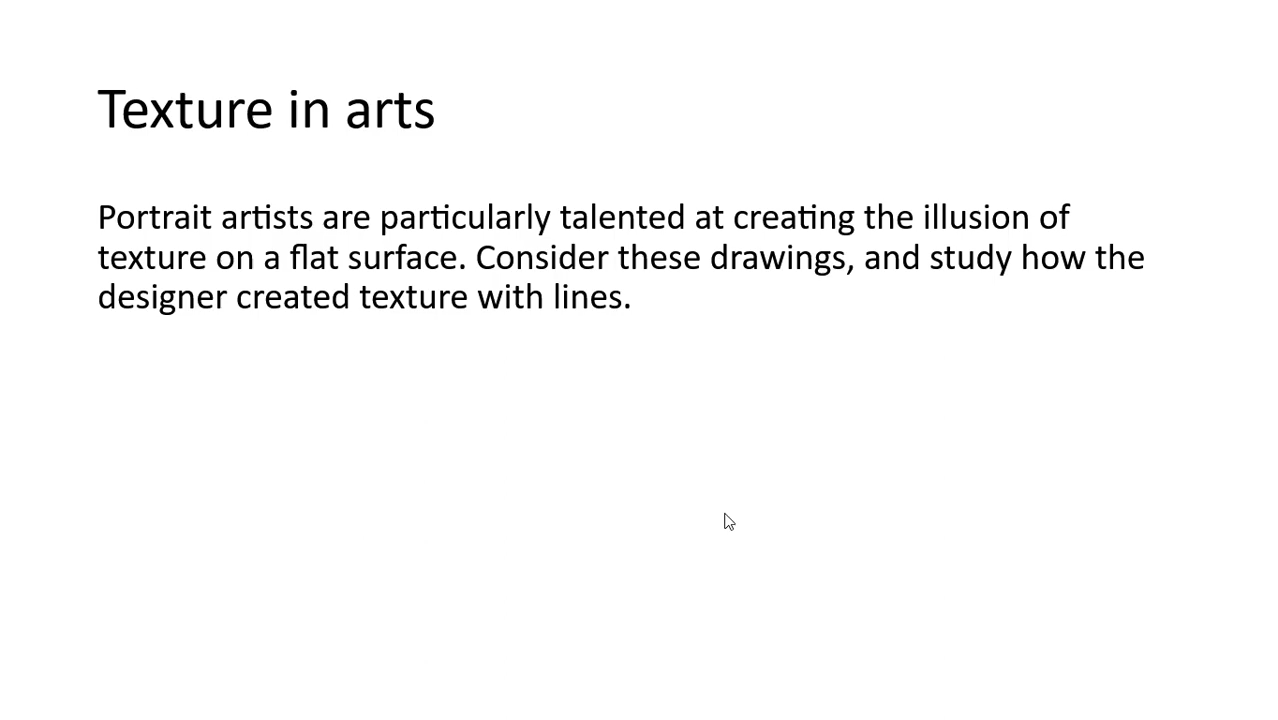 Texture in arts
Portrait artists are particularly talented at creating the illusion of
texture on a flat surface. Consider these drawings, and study how the
designer created texture with lines.